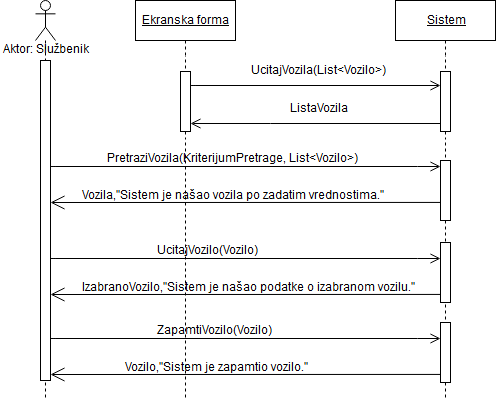 Ekranska forma
Sistem
Aktor: Službenik
UcitajVozila(List<Vozilo>)
ListaVozila
PretraziVozila(KriterijumPretrage, List<Vozilo>)
Vozila,"Sistem je našao vozila po zadatim vrednostima."
UcitajVozilo(Vozilo)
IzabranoVozilo,"Sistem je našao podatke o izabranom vozilu."
ZapamtiVozilo(Vozilo)
Vozilo,"Sistem je zapamtio vozilo."